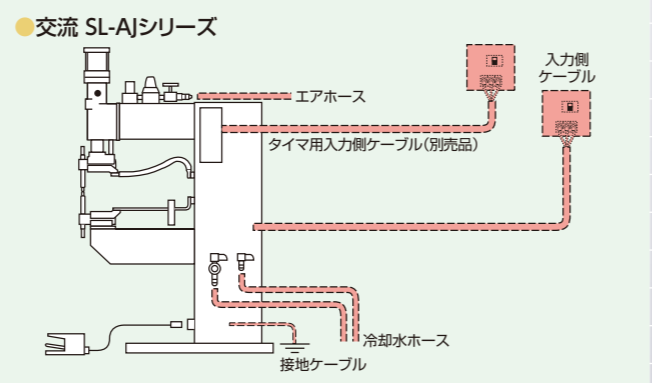 ●交流 SL-AJシリーズ
入力側
ケーブル
エアホース
タイマ用入力側ケーブル(別売品)
冷却水ホース
接地ケーブル